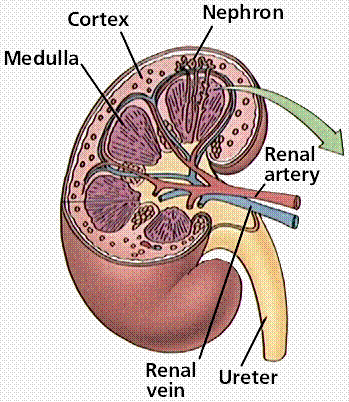 Nephron
Cortex
Medulla
Renal
artery
Renal
vein
Ureter